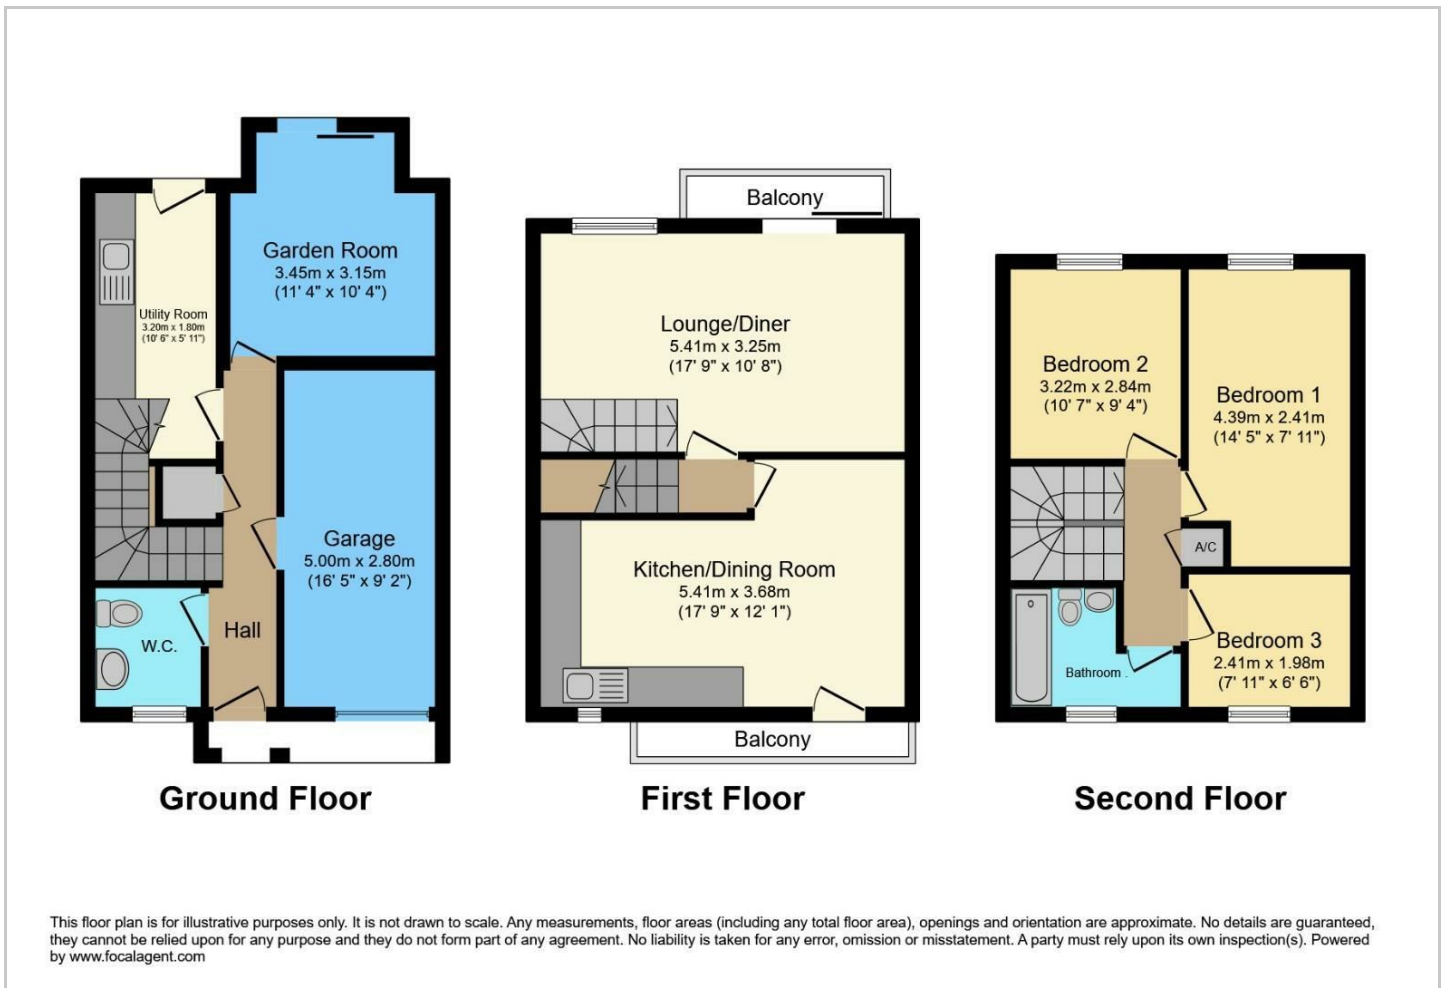 Garden Room
3.45m x 3.15m
(11' 4" x 10' 4")
Utility Room
3.20m x 1.80m
(10' 6" x 5' 11")
Garage
5.00m x 2.80m
(16' 5" x 9' 2")
W.C.
Hall
Ground Floor
Balcony
Lounge/Diner
5.41m x 3.25m
(17' 9" x 10' 8")
Kitchen/Dining Room
5.41m x 3.68m
(17' 9" x 12' 1")
Balcony
First Floor
Bedroom 2
3.22m x 2.84m
(10' 7" x 9' 4")
Bedroom 1
4.39m x 2.41m
(14' 5" x 7' 11")
A/C
Bedroom 3
2.41m x 1.98m
(7' 11" x 6' 6")
Bathroom .
Second Floor
This floor plan is for illustrative purposes only. It is not drawn to scale. Any measurements, floor areas (including any total floor area), openings and orientation are approximate. No details are guaranteed,
they cannot be relied upon for any purpose and they do not form part of any agreement. No liability is taken for any error, omission or misstatement. A party must rely upon its own inspection(s). Powered
by www.focalagent.com